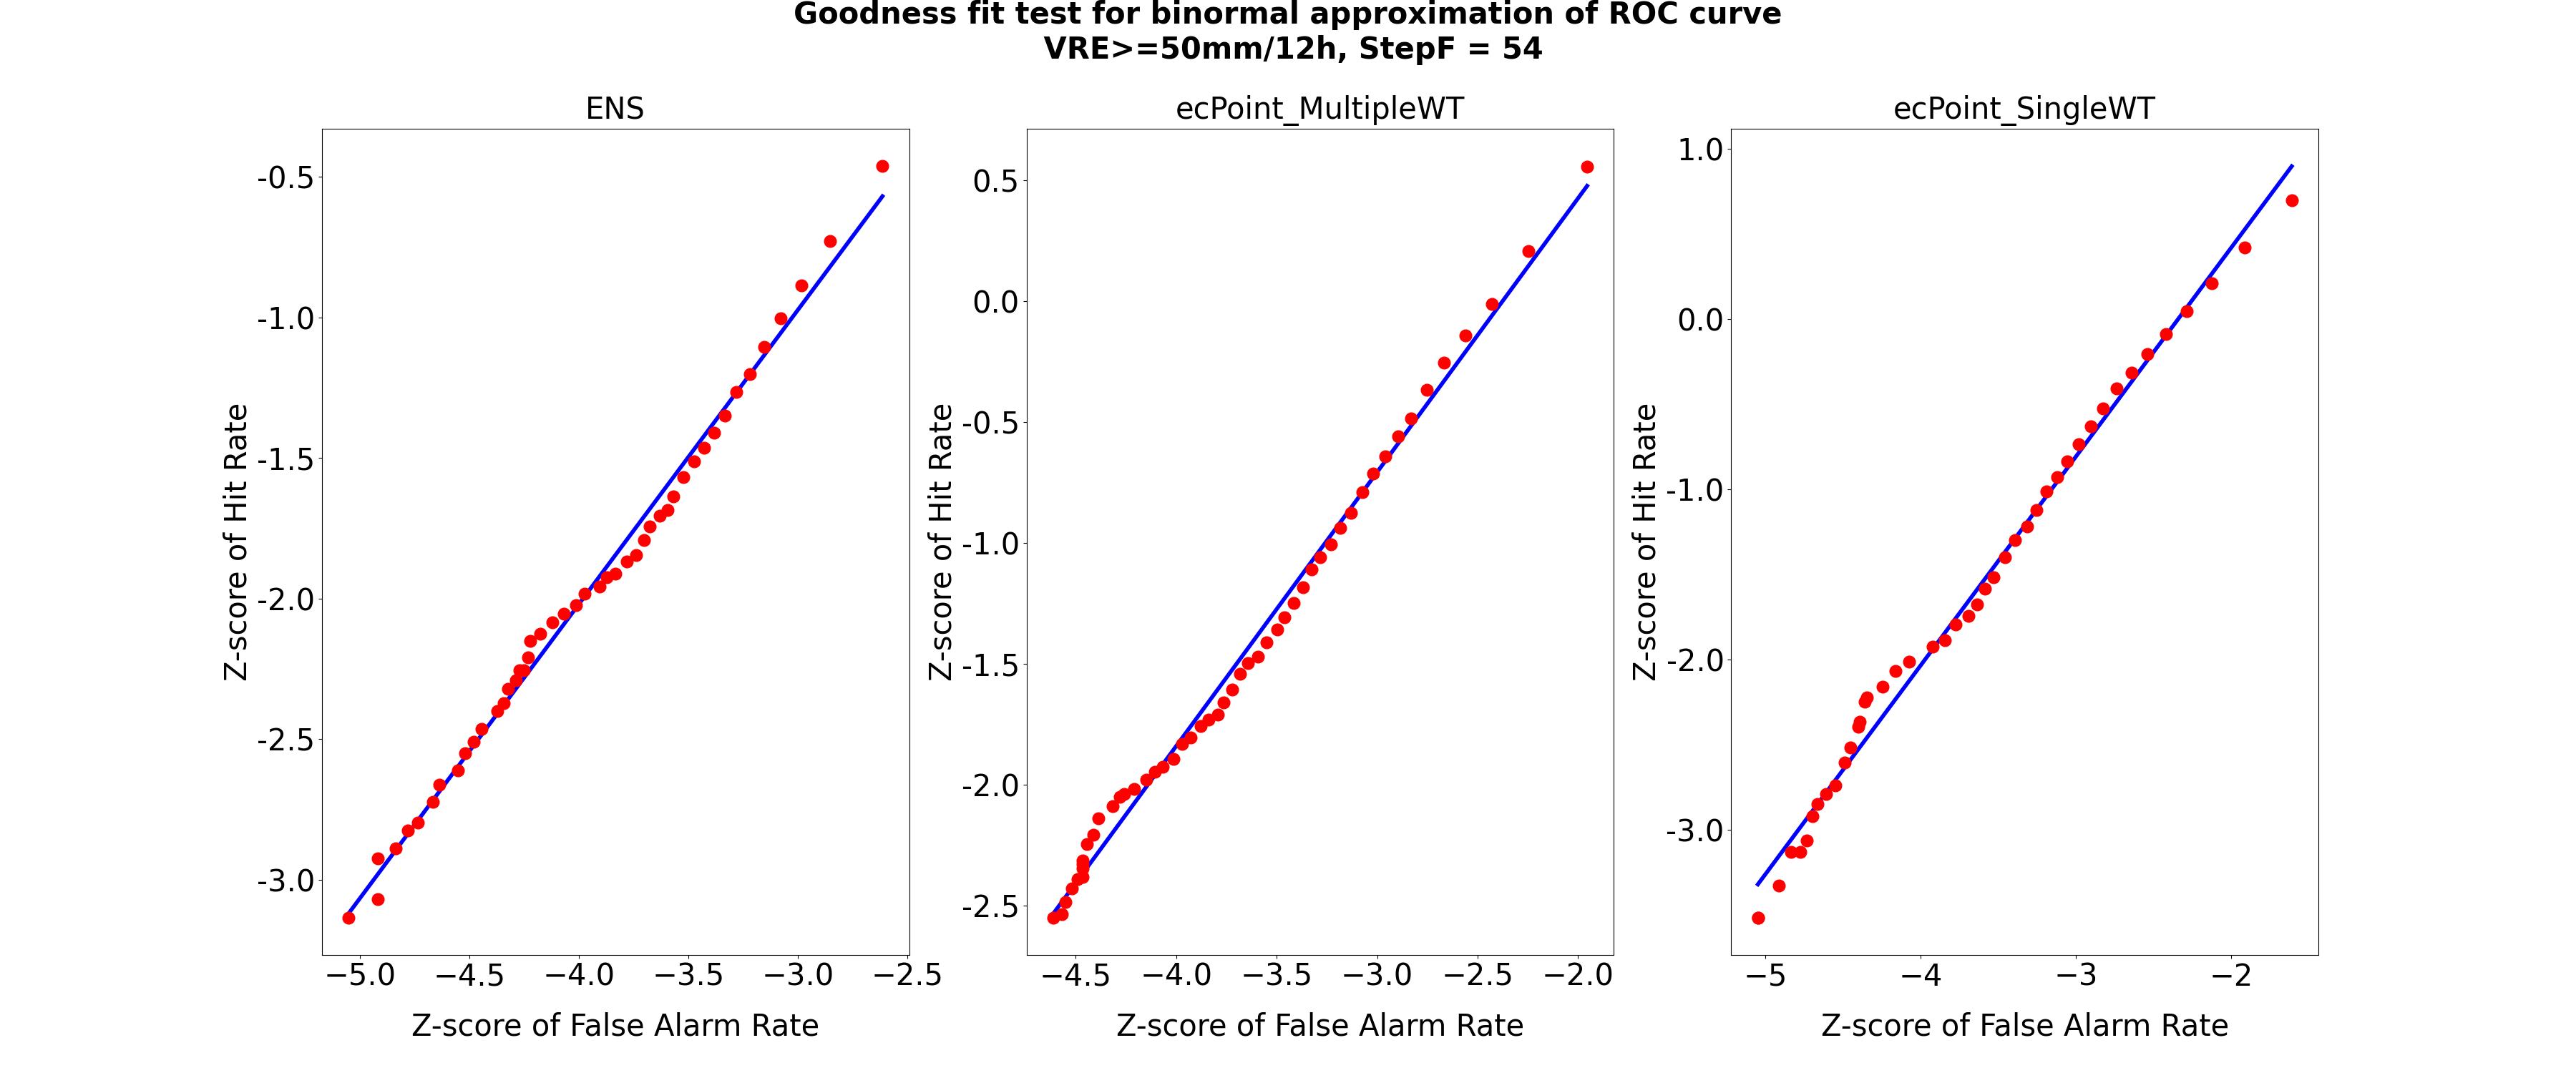 Goodness fit test for binormal approximation of ROC curve
VRE>=50mm/12h, StepF = 54
ENS
-0.5
-1.0
-1.5
-2.0
-2.5
-3.0
Z-score of Hit Rate
−5.0 −4.5 −4.0 −3.5 −3.0 −2.5
Z-score of False Alarm Rate
ecPoint_MultipleWT
0.5
0.0
-0.5
-1.0
-1.5
-2.0
-2.5
Z-score of Hit Rate
−4.5 −4.0 −3.5 −3.0 −2.5 −2.0
Z-score of False Alarm Rate
ecPoint_SingleWT
1.0
0.0
-1.0
-2.0
-3.0
Z-score of Hit Rate
−5 −4 −3 −2
Z-score of False Alarm Rate